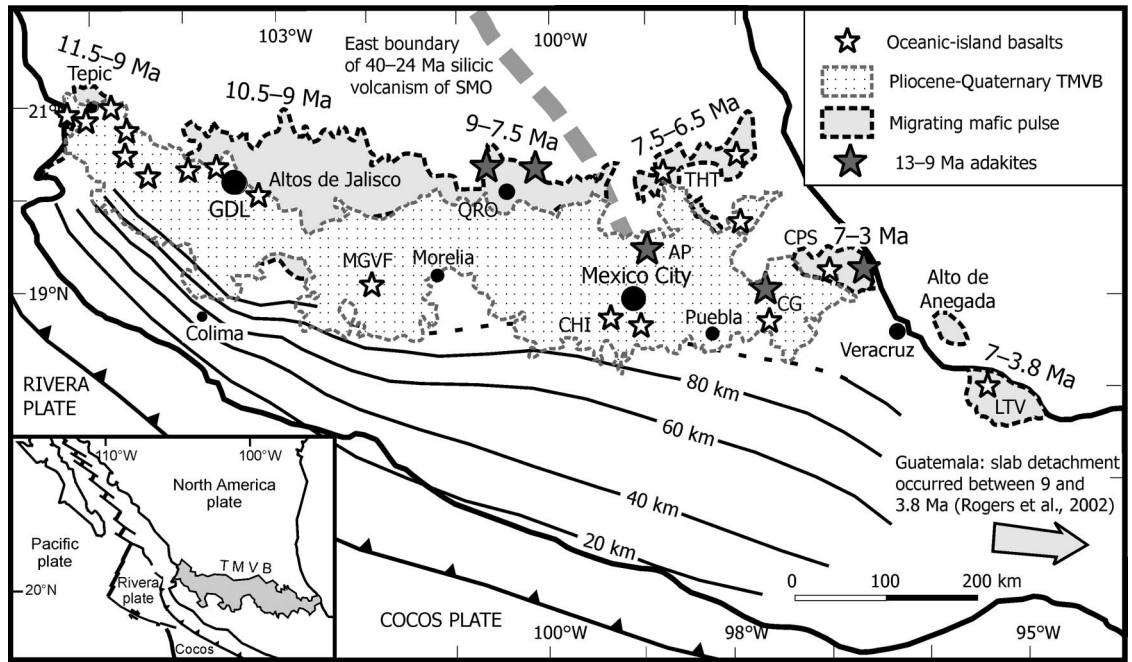 103°W
100°W
11.5–9 Ma
Tepic
21°
East boundary
of 40–24 Ma silicic
volcanism of SMO
10.5–9 Ma
9–7.5 Ma
7.5–6.5 Ma
Oceanic-island basalts
Pliocene-Quaternary TMVB
Migrating mafic pulse
13–9 Ma adakites
THT
Altos de Jalisco
GDL
QRO
CPS
7–3 Ma
MGVF
Morelia
AP
Mexico City
Alto de
Anegada
19°N
Colima
CHI
Puebla
CG
Veracruz
7–3.8 Ma
LTV
RIVERA
PLATE
80 km
60 km
40 km
20 km
Guatemala: slab detachment
occurred between 9 and
3.8 Ma (Rogers et al., 2002)
0 100 200 km
COCOS PLATE
100°W
98°W
95°W
110°W
100°W
North America
plate
Pacific
plate
TMVB
Rivera
plate
20°N
Cocos